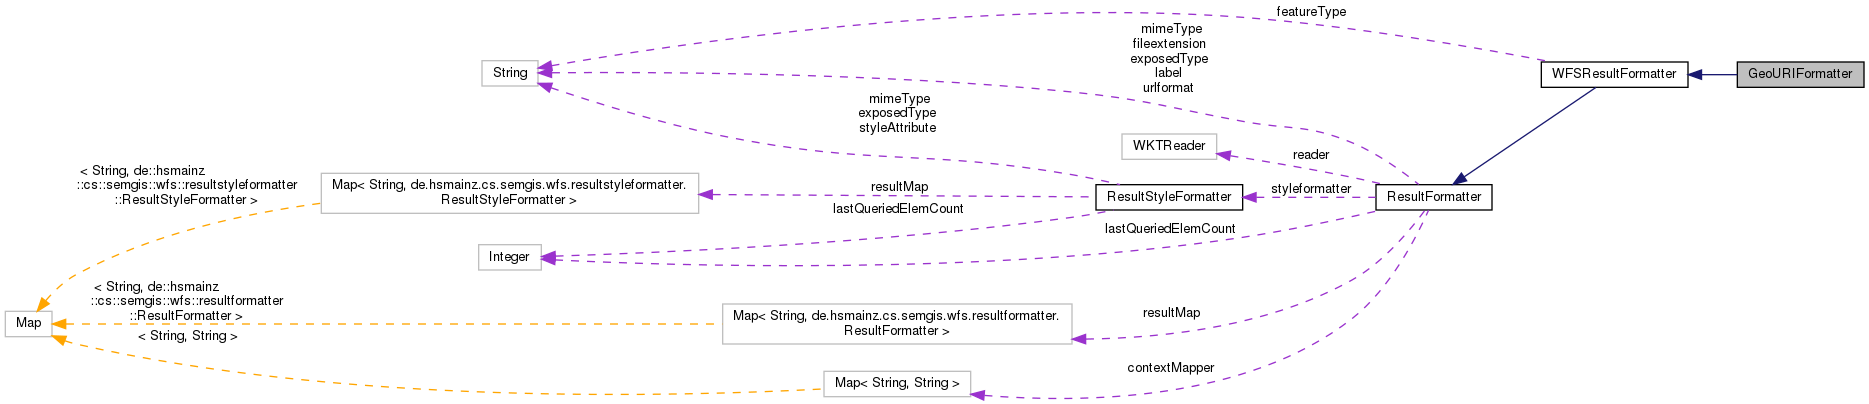 featureType
mimeType
fileextension
exposedType
label
urlformat
String
WFSResultFormatter
GeoURIFormatter
mimeType
exposedType
styleAttribute
WKTReader
reader
< String, de::hsmainz
::cs::semgis::wfs::resultstyleformatter
::ResultStyleFormatter >
Map< String, de.hsmainz.cs.semgis.wfs.resultstyleformatter.
ResultStyleFormatter >
resultMap
ResultStyleFormatter
styleformatter
ResultFormatter
lastQueriedElemCount
lastQueriedElemCount
Integer
< String, de::hsmainz
::cs::semgis::wfs::resultformatter
::ResultFormatter >
Map
Map< String, de.hsmainz.cs.semgis.wfs.resultformatter.
ResultFormatter >
resultMap
< String, String >
contextMapper
Map< String, String >